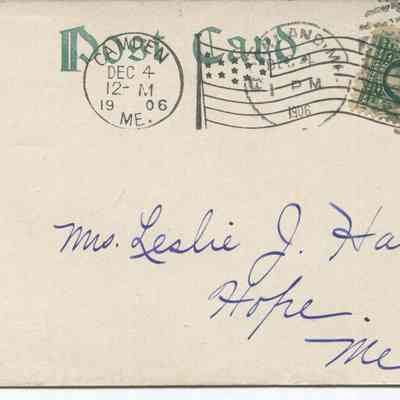 Post Card
CAMDEN
DEC 4
12- M
19 06
ME.
1 PM
1906
Mrs. Leslie J. Ha
Hope.
Me